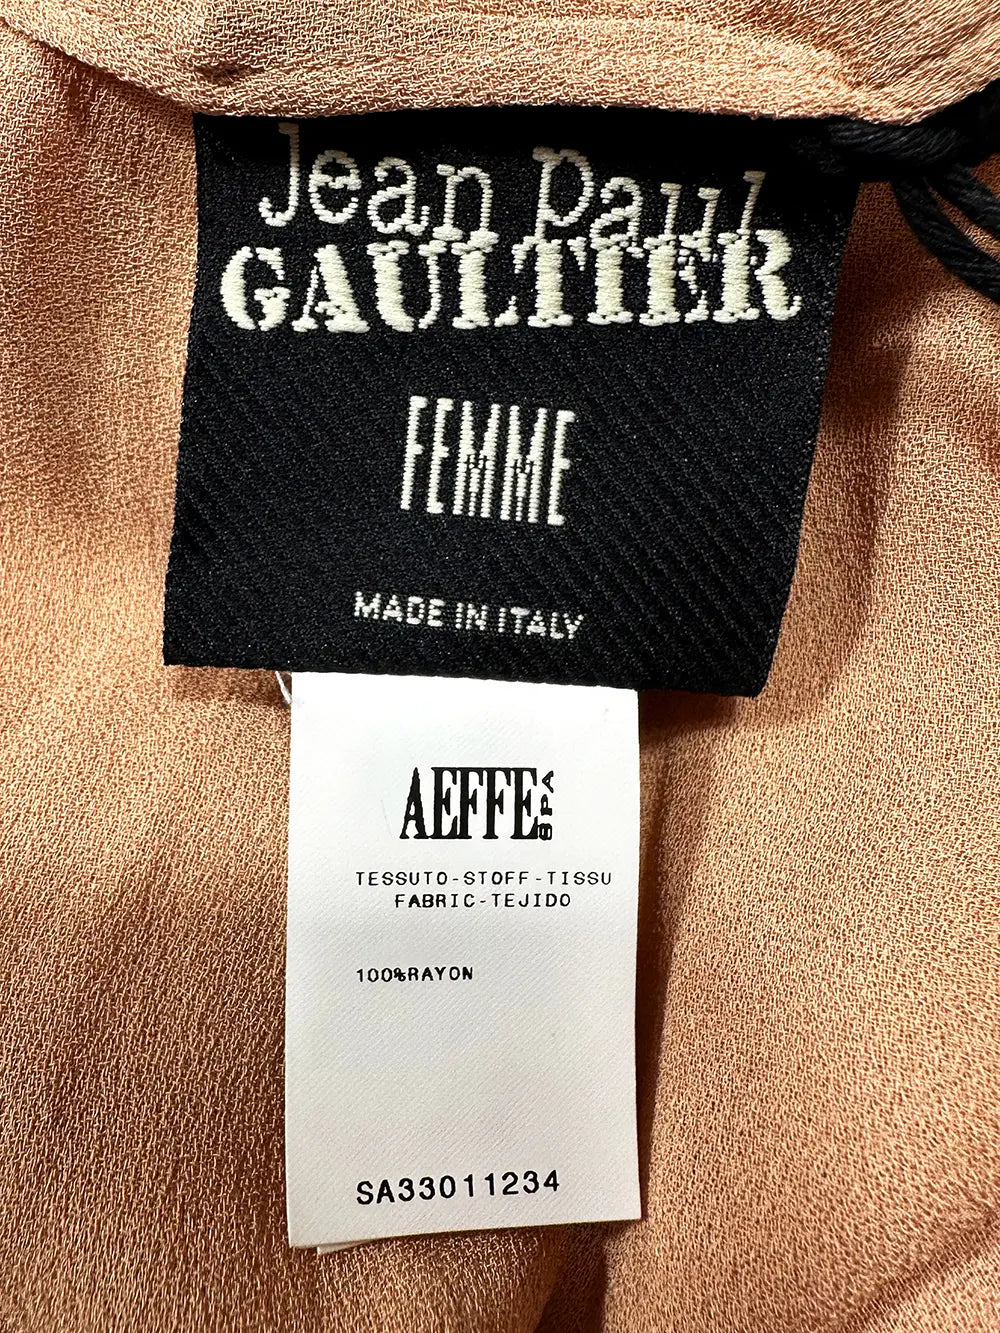 Jean Paul
GAULTIER
FEMME
MADE IN ITALY
AEFFE SPA
TESSUTO-STOFF-TISSU
FABRIC-TEJIDO
100%RAYON
SA33011234